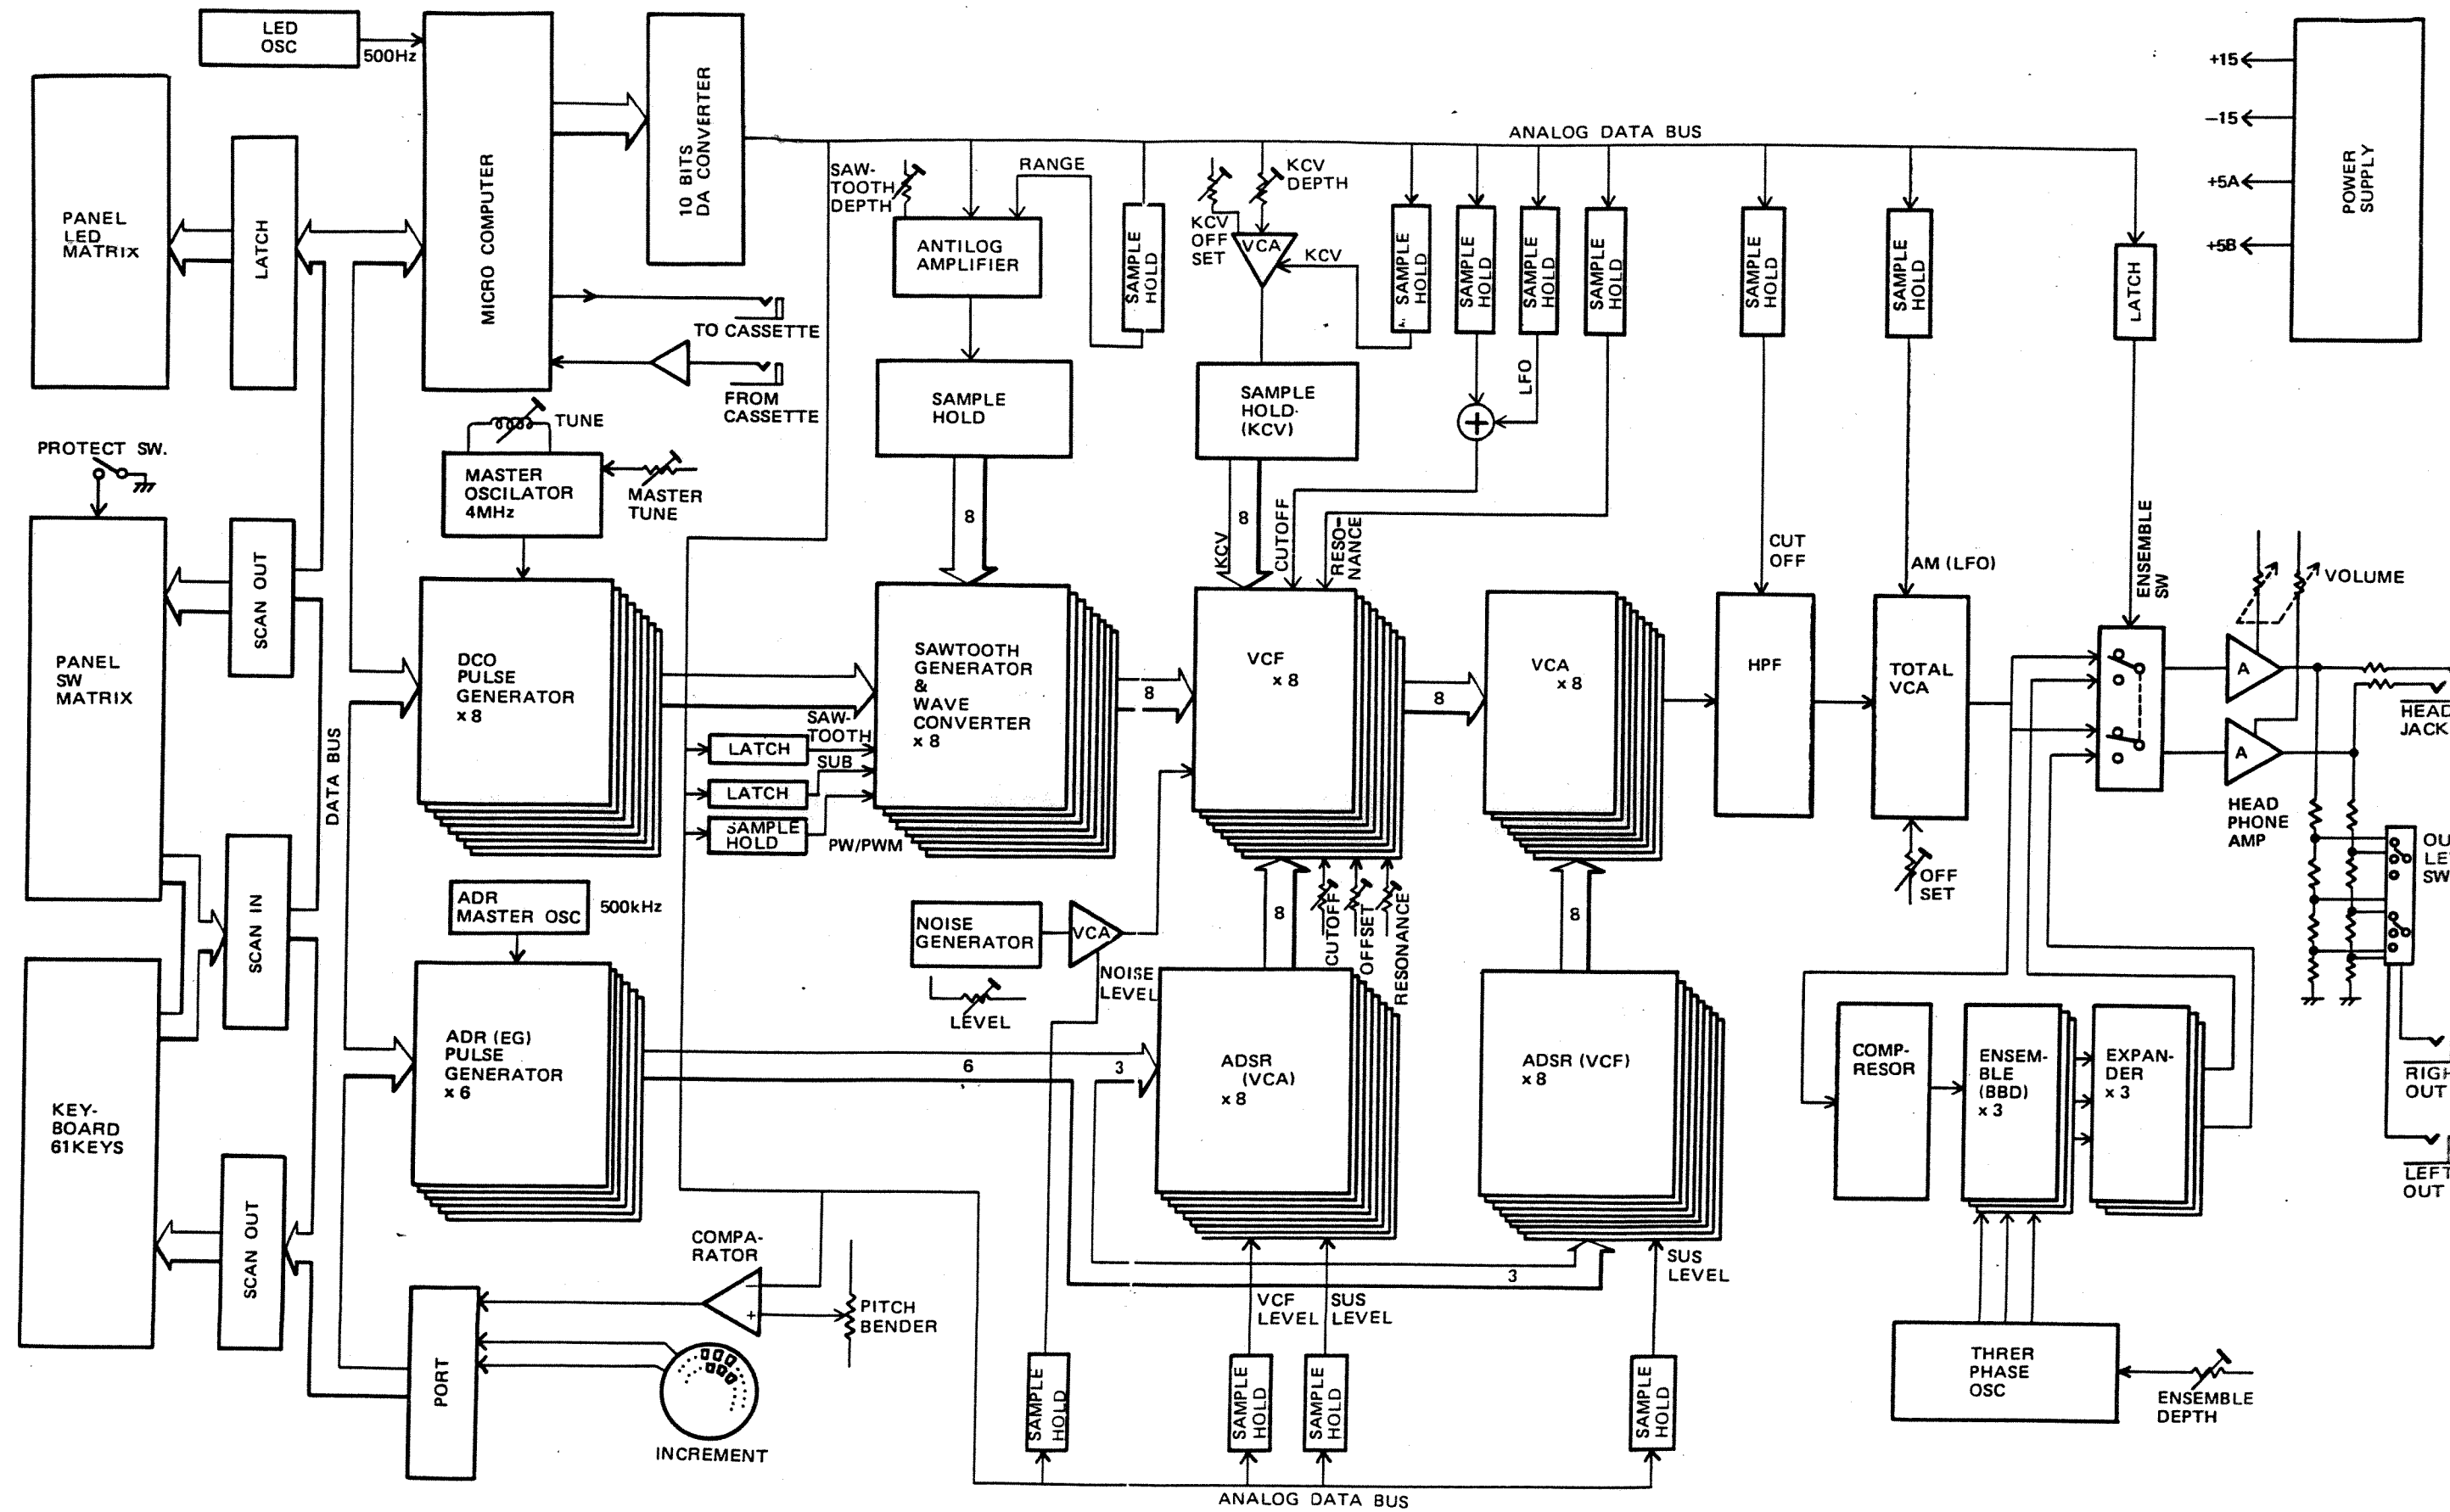 LED
OSC
500Hz
MICRO COMPUTER
10 BITS
DA CONVERTER
ANALOG DATA BUS
+15
-15
+5A
+5B
POWER
SUPPLY
PANEL
LED
MATRIX
LATCH
SAW-
TOOTH
DEPTH
RANGE
ANTILOG
AMPLIFIER
SAMPLE
HOLD
KCV
DEPTH
KCV
OFF
SET
VCA
KCV
SAMPLE
HOLD
SAMPLE
HOLD
SAMPLE
HOLD
SAMPLE
HOLD
SAMPLE
HOLD
SAMPLE
HOLD
LATCH
TO CASSETTE
FROM
CASSETTE
SAMPLE
HOLD
SAMPLE
HOLD
(KCV)
LFO
+
TUNE
PROTECT SW.
MASTER
OSCILATOR
4MHz
MASTER
TUNE
8
KCV
8
CUTOFF
RESO-
NANCE
CUT
OFF
AM (LFO)
ENSEMBLE
SW
VOLUME
PANEL
SW
MATRIX
SCAN OUT
DATA BUS
DCO
PULSE
GENERATOR
x 8
SAW-
TOOTH
LATCH
SUB
LATCH
SAMPLE
HOLD
PW/PWM
SAWTOOTH
GENERATOR
&
WAVE
CONVERTER
x 8
8
VCF
x 8
8
VCA
x 8
HPF
TOTAL
VCA
OFF
SET
A
A
HEAD
PHONE
AMP
HEAD
JACK
OU
LE
SW
SCAN IN
ADR
MASTER OSC
500kHz
NOISE
GENERATOR
VCA
LEVEL
NOISE
LEVEL
8
CUTOFF
OFFSET
RESONANCE
8
KEY-
BOARD
61KEYS
SCAN OUT
ADR (EG)
PULSE
GENERATOR
x 6
6
3
ADSR
(VCA)
x 8
ADSR (VCF)
x 8
COMP-
RESOR
ENSEM-
BLE
(BBD)
x 3
EXPAN-
DER
x 3
RIGH
OUT
LEFT
OUT
COMPA-
RATOR
−
+
PITCH
BENDER
3
VCF
LEVEL
SUS
LEVEL
SUS
LEVEL
PORT
INCREMENT
SAMPLE
HOLD
SAMPLE
HOLD
SAMPLE
HOLD
SAMPLE
HOLD
THRER
PHASE
OSC
ENSEMBLE
DEPTH
ANALOG DATA BUS